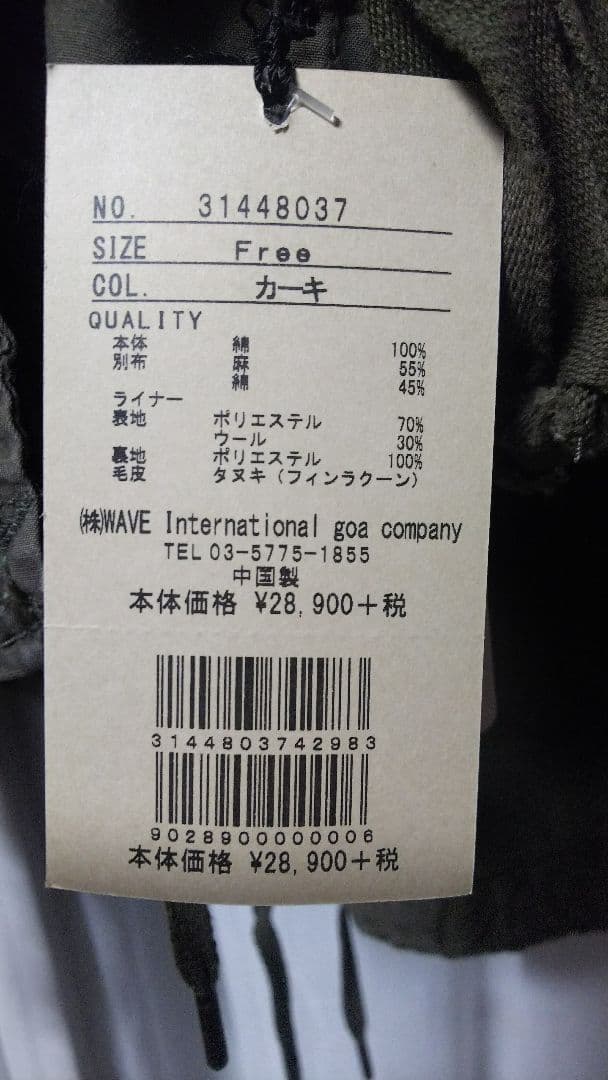 NO. 31448037
SIZE Free
COL. カーキ
QUALITY
本体 綿 100%
別布 麻 55%
綿 45%
ライナー
表地 ポリエステル 70%
ウール 30%
裏地 ポリエステル 100%
毛皮 タヌキ(フィンラクーン)
㈱WAVE International goa company
TEL 03-5775-1855
中国製
本体価格 ¥28,900+税
3144803742983
9028900000006
本体価格 ¥28,900+税